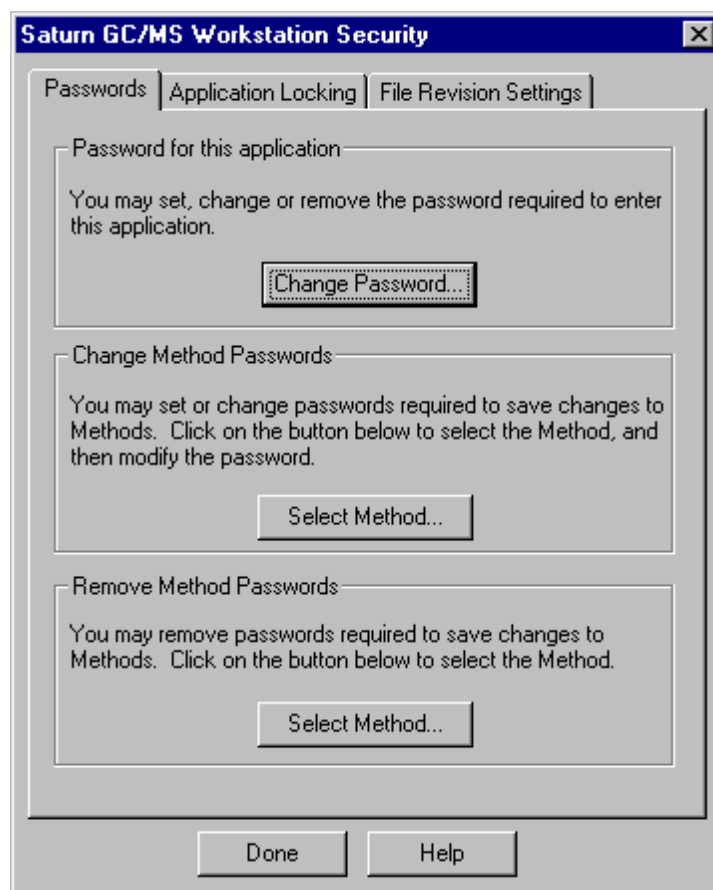 Saturn GC/MS Workstation Security
Passwords
Application Locking
File Revision Settings
Password for this application
You may set, change or remove the password required to enter
this application.
Change Password...
Change Method Passwords
You may set or change passwords required to save changes to
Methods.  Click on the button below to select the Method, and
then modify the password.
Select Method...
Remove Method Passwords
You may remove passwords required to save changes to
Methods.  Click on the button below to select the Method.
Select Method...
Done
Help